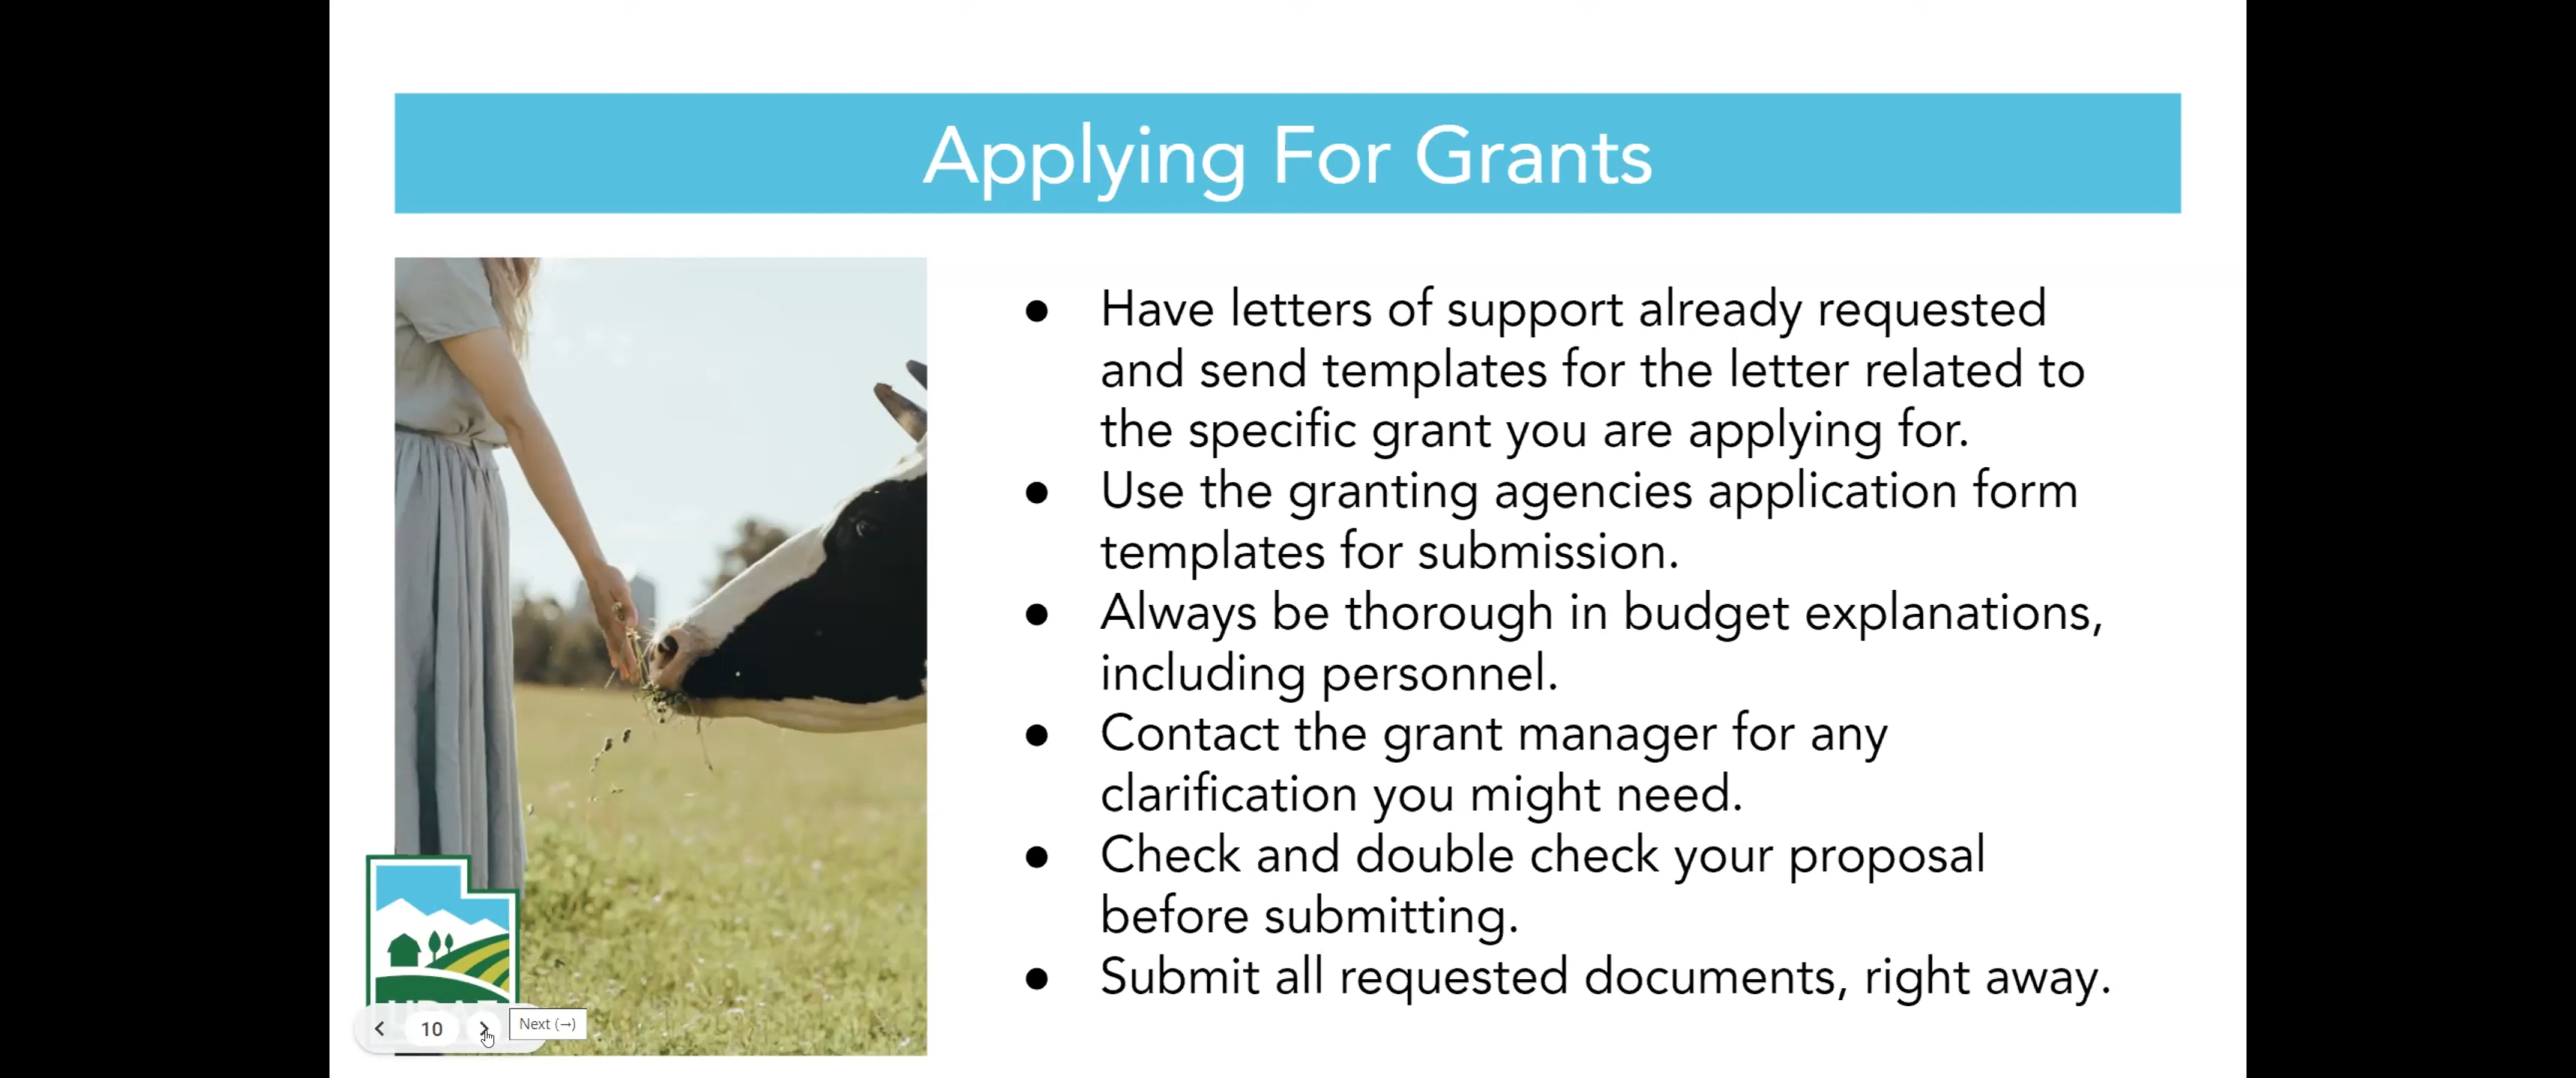 Applying For Grants
● Have letters of support already requested
and send templates for the letter related to
the specific grant you are applying for.
● Use the granting agencies application form
templates for submission.
● Always be thorough in budget explanations,
including personnel.
● Contact the grant manager for any
clarification you might need.
● Check and double check your proposal
before submitting.
● Submit all requested documents, right away.
10
Next (→)